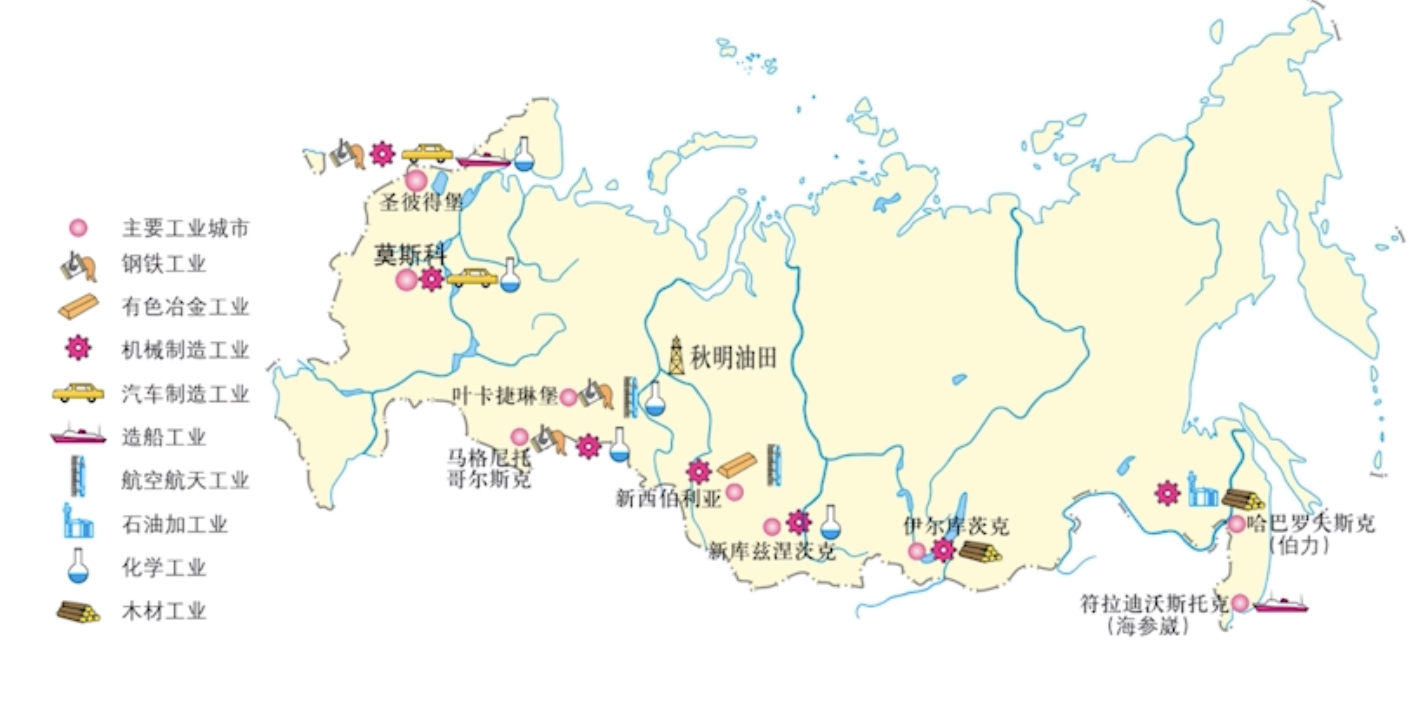 圣彼得堡
主要工业城市
莫斯科
钢铁工业
有色冶金工业
机械制造工业
秋明油田
汽车制造工业
叶卡捷琳堡
造船工业
马格尼托
哥尔斯克
航空航天工业
新西伯利亚
石油加工业
伊尔库茨克
哈巴罗夫斯克
(伯力)
新库兹涅茨克
化学工业
木材工业
符拉迪沃斯托克
(海参崴)